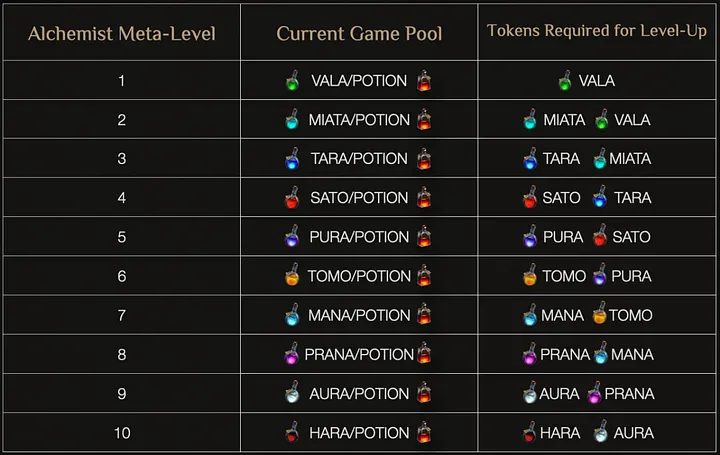 Alchemist Meta-Level Current Game Pool Tokens Required for Level-Up
1 VALA/POTION VALA
2 MIATA/POTION MIATA VALA
3 TARA/POTION TARA MIATA
4 SATO/POTION SATO TARA
5 PURA/POTION PURA SATO
6 TOMO/POTION TOMO PURA
7 MANA/POTION MANA TOMO
8 PRANA/POTION PRANA MANA
9 AURA/POTION AURA PRANA
10 HARA/POTION HARA AURA